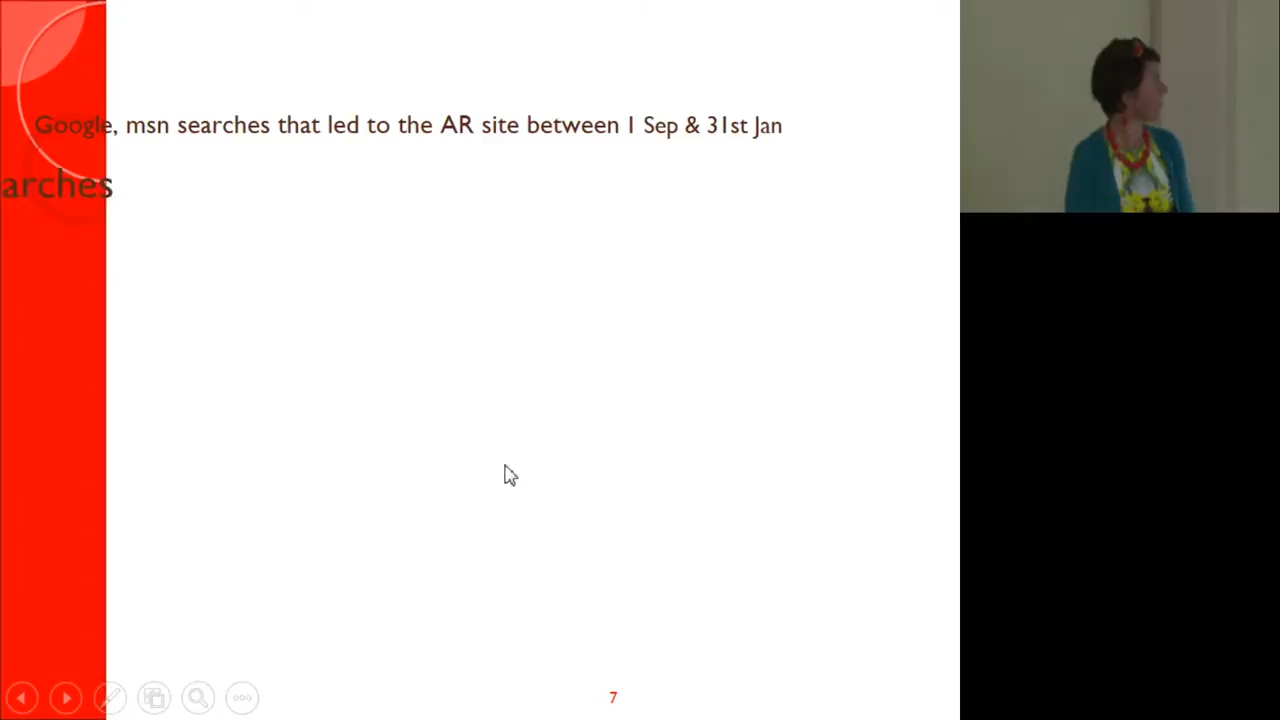 Google, msn searches that led to the AR site between 1 Sep & 31st Jan
arches
7